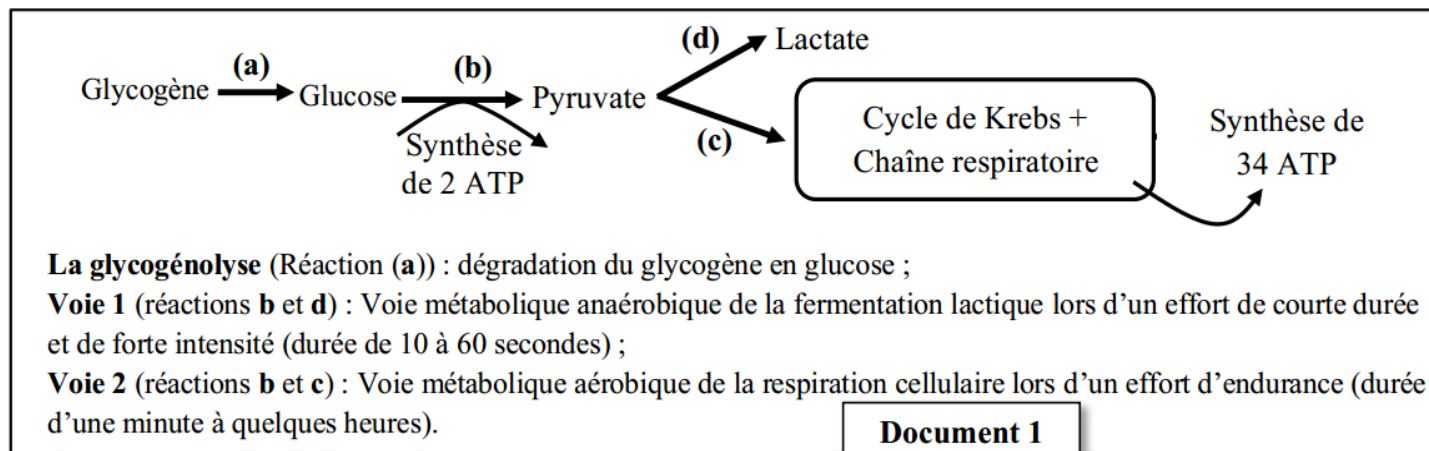 (d) Lactate
Glycogène (a) Glucose (b) Pyruvate
(c)
Synthèse
de 2 ATP
Cycle de Krebs +
Chaîne respiratoire
Synthèse de
34 ATP
La glycogénolyse (Réaction (a)) : dégradation du glycogène en glucose ;
Voie 1 (réactions b et d) : Voie métabolique anaérobique de la fermentation lactique lors d’un effort de courte durée
et de forte intensité (durée de 10 à 60 secondes) ;
Voie 2 (réactions b et c) : Voie métabolique aérobique de la respiration cellulaire lors d’un effort d’endurance (durée
d’une minute à quelques heures).
Document 1